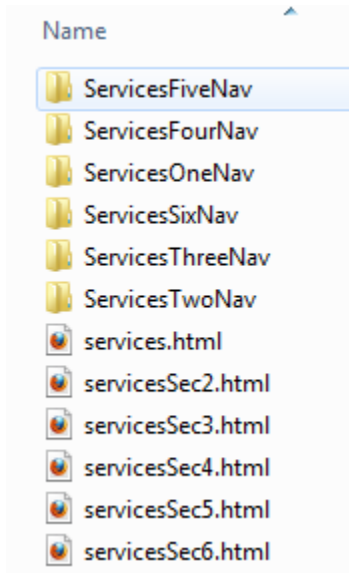 Name
ServicesFiveNav
ServicesFourNav
ServicesOneNav
ServicesSixNav
ServicesThreeNav
ServicesTwoNav
services.html
servicesSec2.html
servicesSec3.html
servicesSec4.html
servicesSec5.html
servicesSec6.html